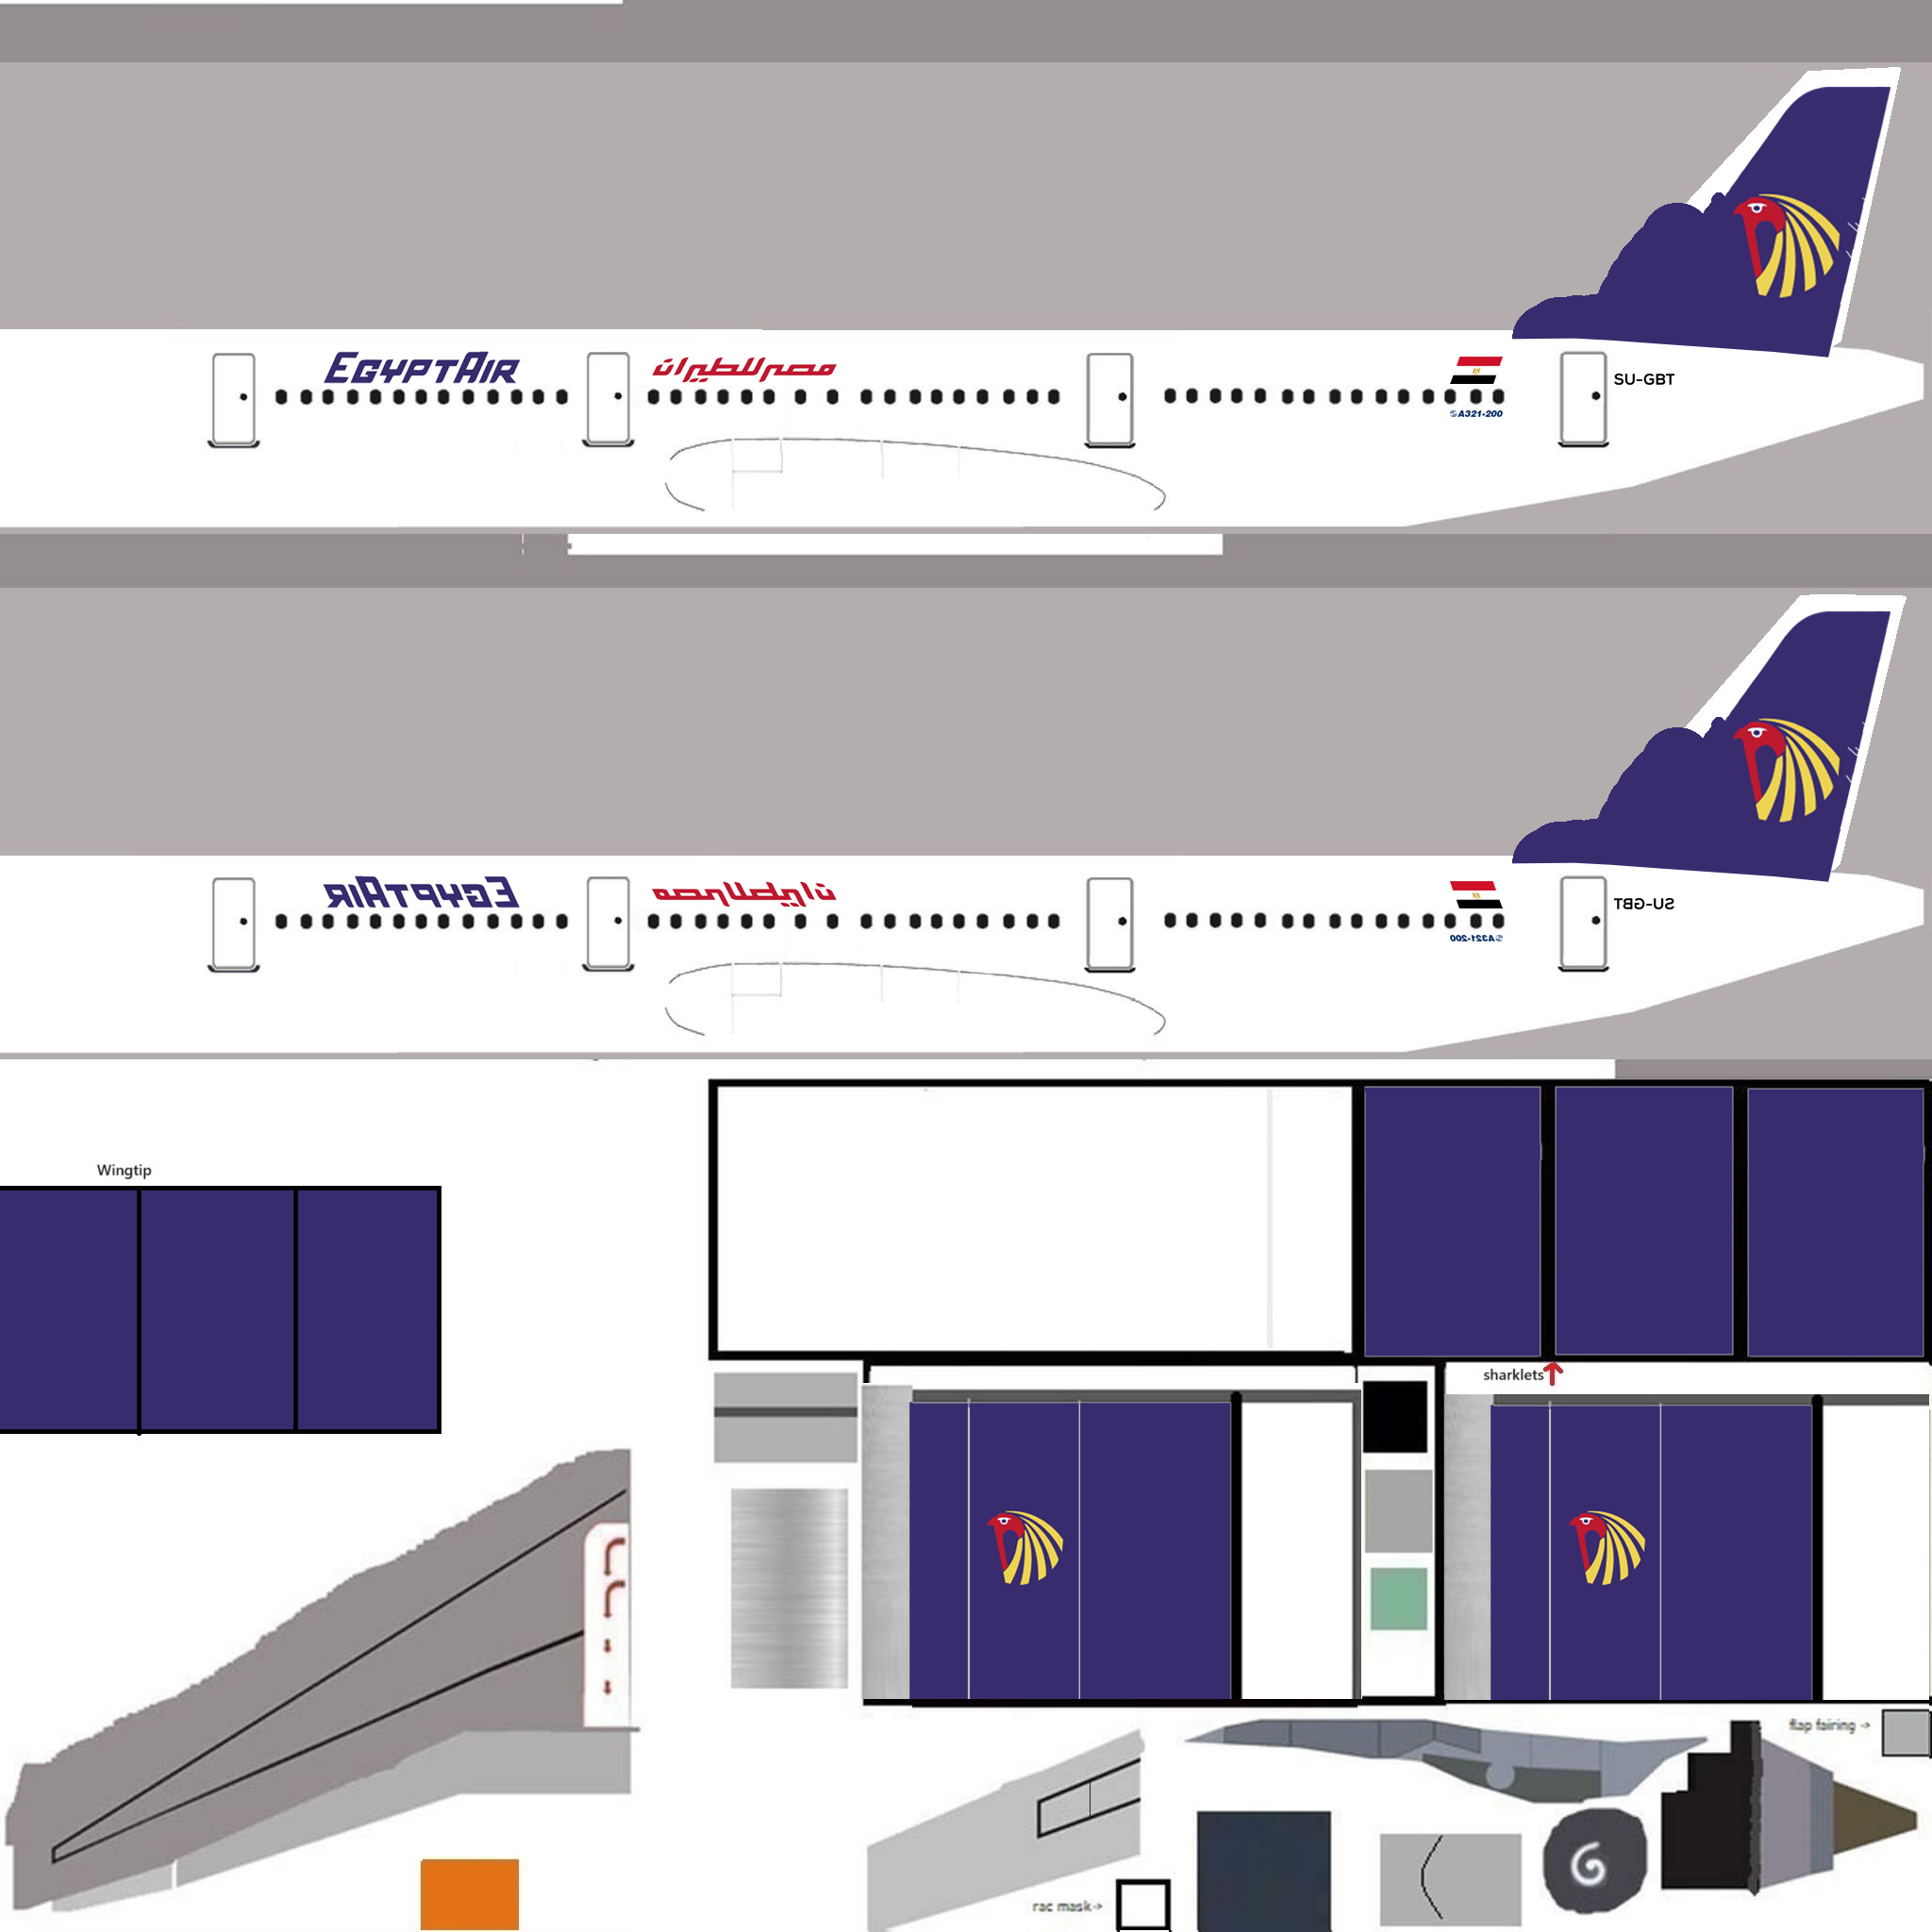 EGYPTAIR مصر للطيران
SU-GBT
A321-200
EGYPTAIR مصر للطيران
SU-GBT
A321-200
Wingtip
sharklets
flap fairing ->
rac mask->